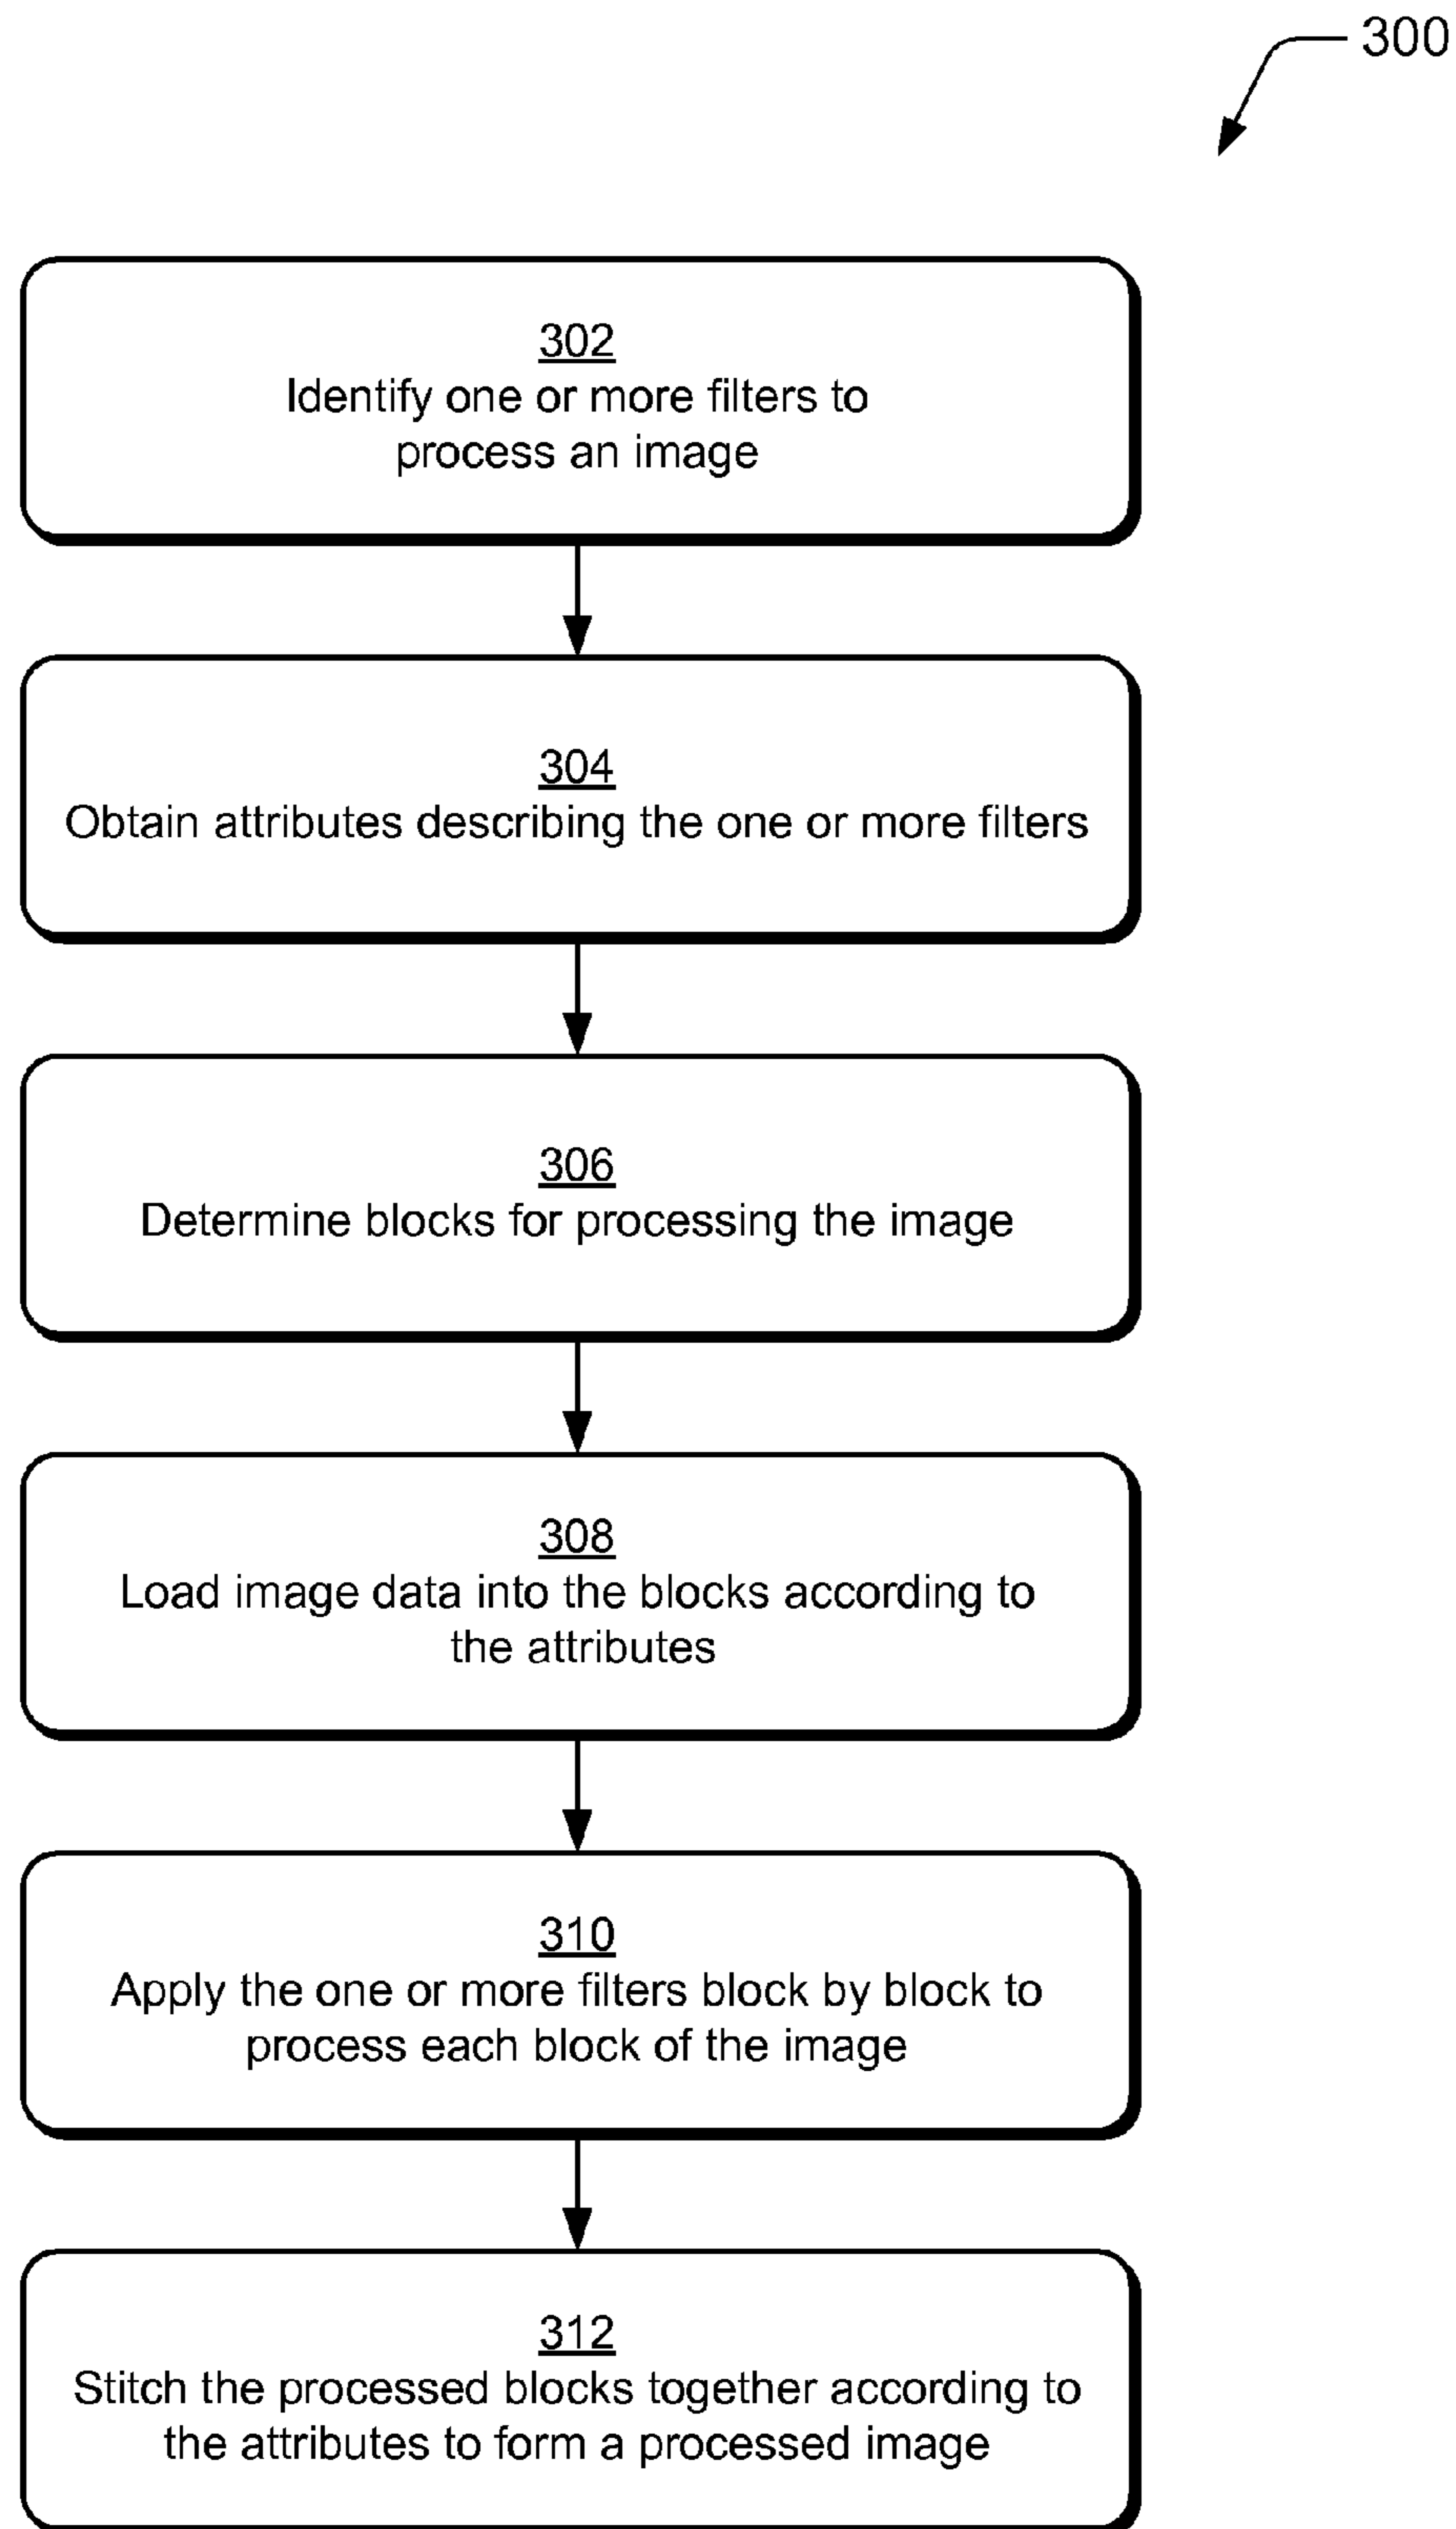 300
302
Identify one or more filters to
process an image
304
Obtain attributes describing the one or more filters
306
Determine blocks for processing the image
308
Load image data into the blocks according to
the attributes
310
Apply the one or more filters block by block to
process each block of the image
312
Stitch the processed blocks together according to
the attributes to form a processed image